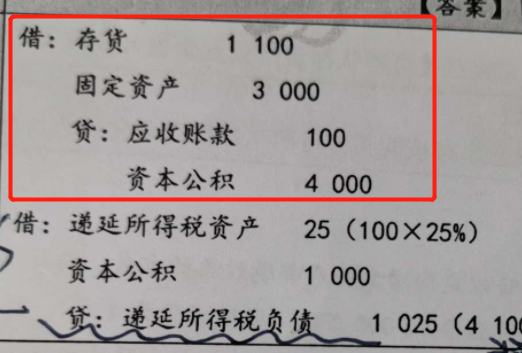 【答案】
借：存货 1 100
固定资产 3 000
贷：应收账款 100
资本公积 4 000
借：递延所得税资产 25（100×25%）
资本公积 1 000
贷：递延所得税负债 1 025（4 100